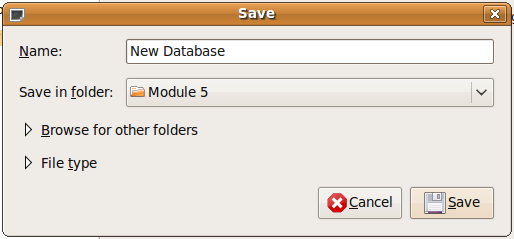 Save
Name: New Database
Save in folder: Module 5
Browse for other folders
File type
Cancel Save